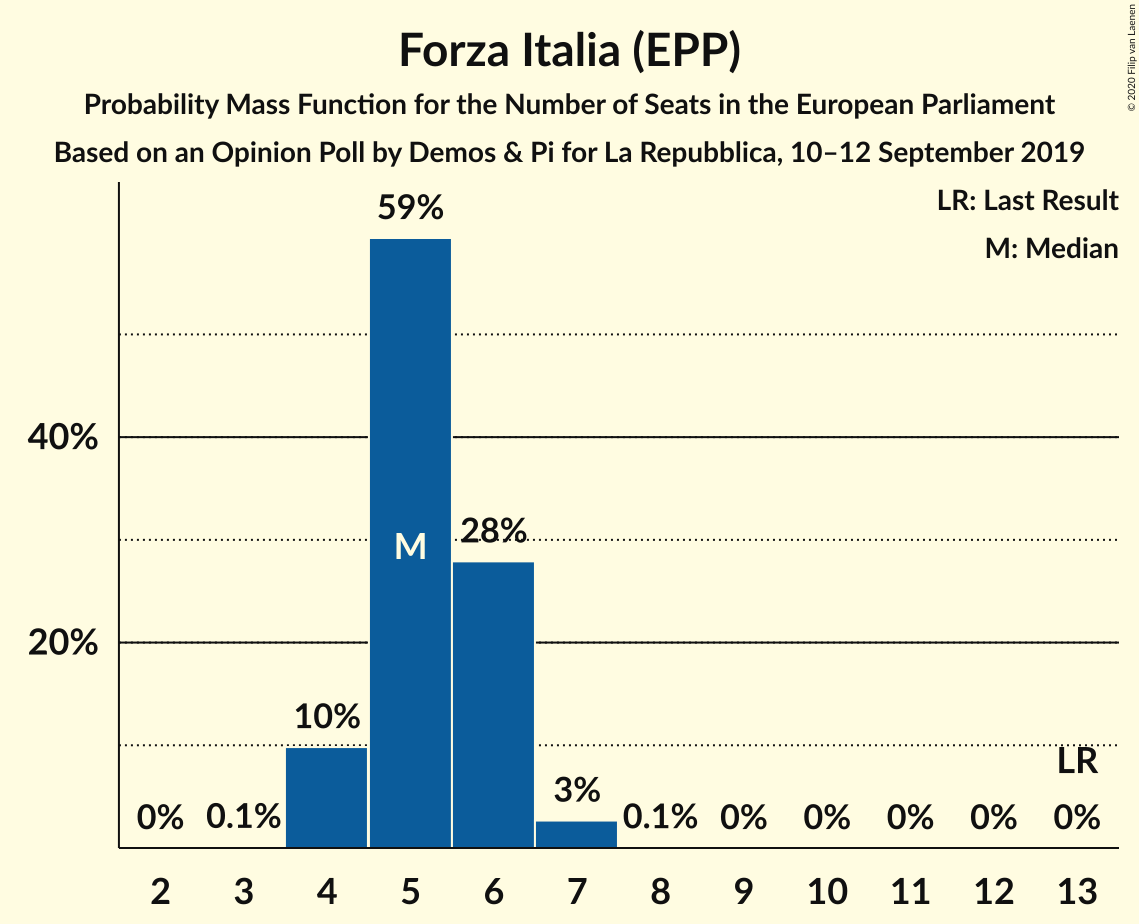 Forza Italia (EPP)
Probability Mass Function for the Number of Seats in the European Parliament
Based on an Opinion Poll by Demos & Pi for La Repubblica, 10–12 September 2019
© 2020 Filip van Laenen
LR: Last Result
M: Median
59%
40%
M
28%
20%
10%
LR
3%
0% 0.1% 0.1% 0% 0% 0% 0% 0%
2 3 4 5 6 7 8 9 10 11 12 13